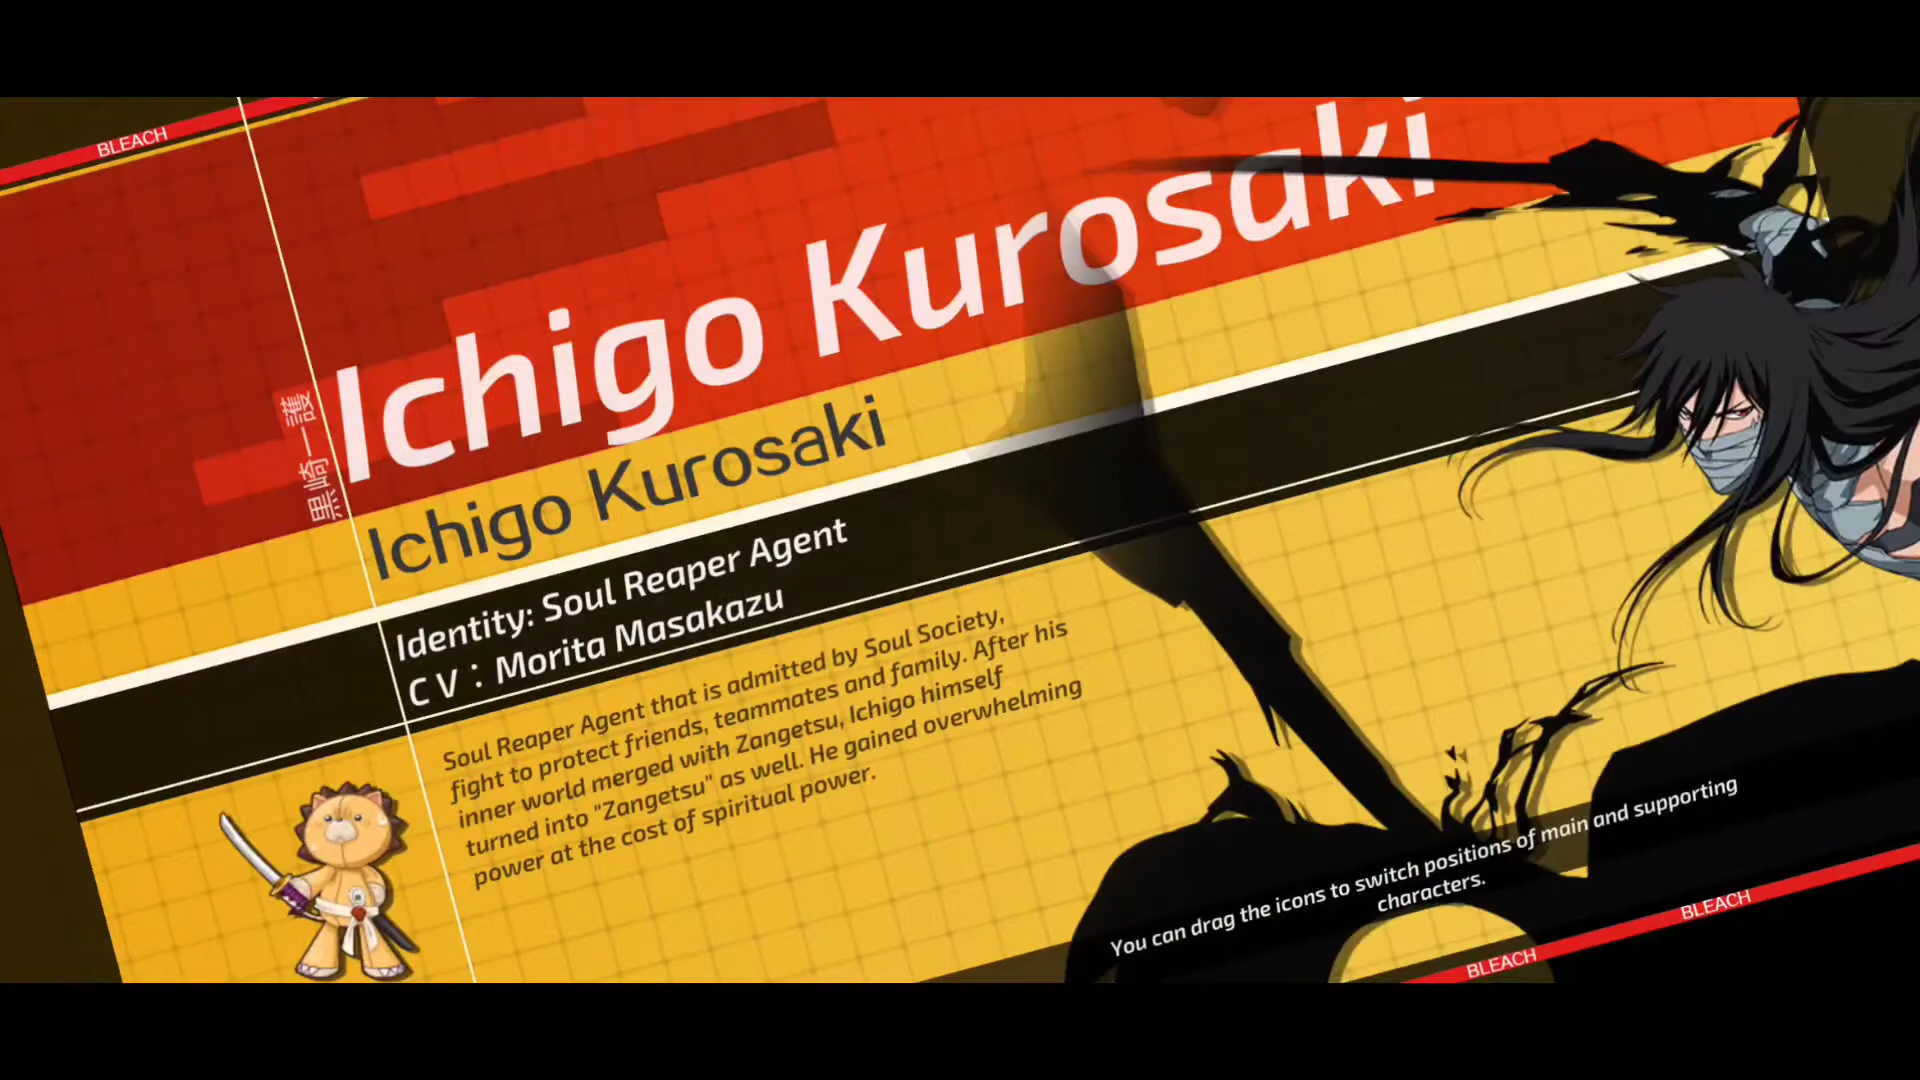 BLEACH
黒崎一護
Ichigo Kurosaki
Ichigo Kurosaki
Identity: Soul Reaper Agent
C V : Morita Masakazu
Soul Reaper Agent that is admitted by Soul Society,
fight to protect friends, teammates and family. After his
inner world merged with Zangetsu, Ichigo himself
turned into "Zangetsu" as well. He gained overwhelming
power at the cost of spiritual power.
You can drag the icons to switch positions of main and supporting
characters.
BLEACH
BLEACH